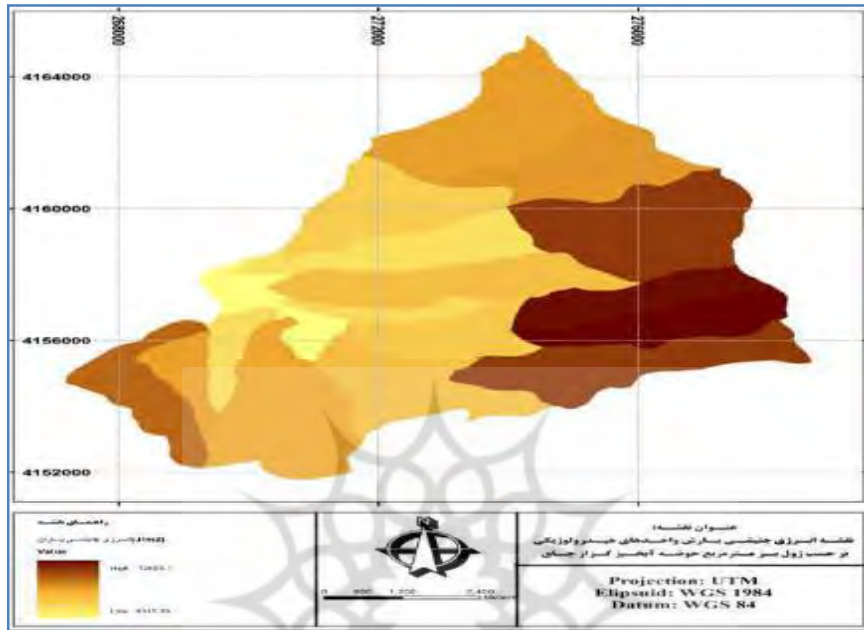 268000
272000
276000
4164000
4160000
4156000
4152000
راهنمای نقشه
Value
High
Low
N
0 600 1,200 2,400
Meters
عنوان نقشه:
نقشه انرژی جنبشی بارش واحدهای هیدرولوژیکی
بر حسب ژول بر مترمربع حوضه آبخیز
Projection: UTM
Elipsoid: WGS 1984
Datum: WGS 84